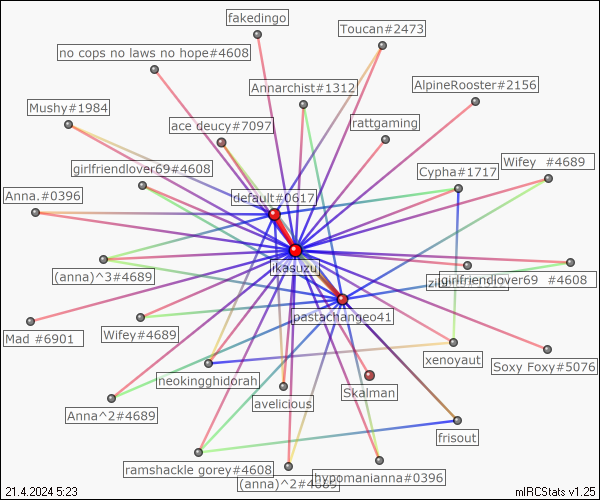 fakedingo
Toucan#2473
no cops no laws no hope#4608
AlpineRooster#2156
Annarchist#1312
Mushy#1984
ace deucy#7097
rattgaming
Wifey #4689
girlfriendlover69#4608
Cypha#1717
Anna.#0396
default#0617
ikasuzu
(anna)^3#4689
girlfriendlover69 #4608
pastachangeo41
Mad #6901
Wifey#4689
xenoyaut
Soxy Foxy#5076
neokingghidorah
Skalman
avelicious
Anna^2#4689
frisout
ramshackle gorey#4608
hypomanianna#0396
(anna)^2#4689
21.4.2024 5:23
mIRCStats v1.25